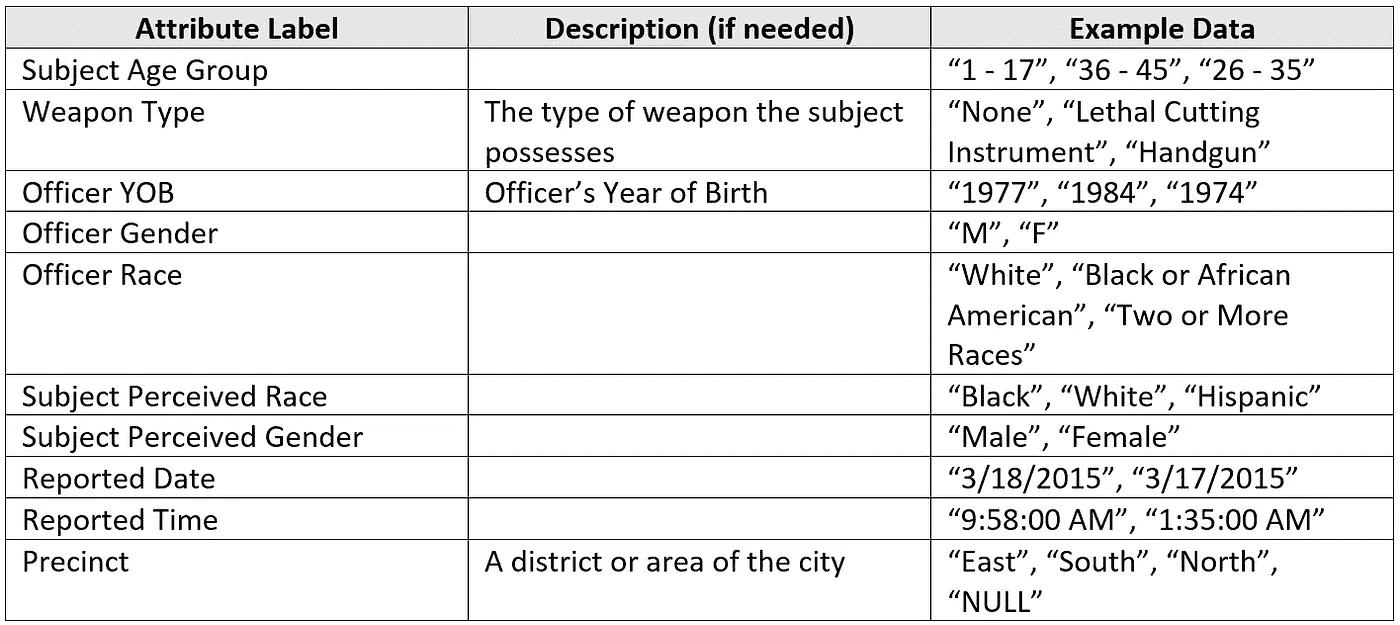 Attribute Label Description (if needed) Example Data
Subject Age Group “1 - 17”, “36 - 45”, “26 - 35”
Weapon Type The type of weapon the subject “None”, “Lethal Cutting
possesses Instrument”, “Handgun”
Officer YOB Officer’s Year of Birth “1977”, “1984”, “1974”
Officer Gender “M”, “F”
Officer Race “White”, “Black or African
American”, “Two or More
Races”
Subject Perceived Race “Black”, “White”, “Hispanic”
Subject Perceived Gender “Male”, “Female”
Reported Date “3/18/2015”, “3/17/2015”
Reported Time “9:58:00 AM”, “1:35:00 AM”
Precinct A district or area of the city “East”, “South”, “North”,
“NULL”